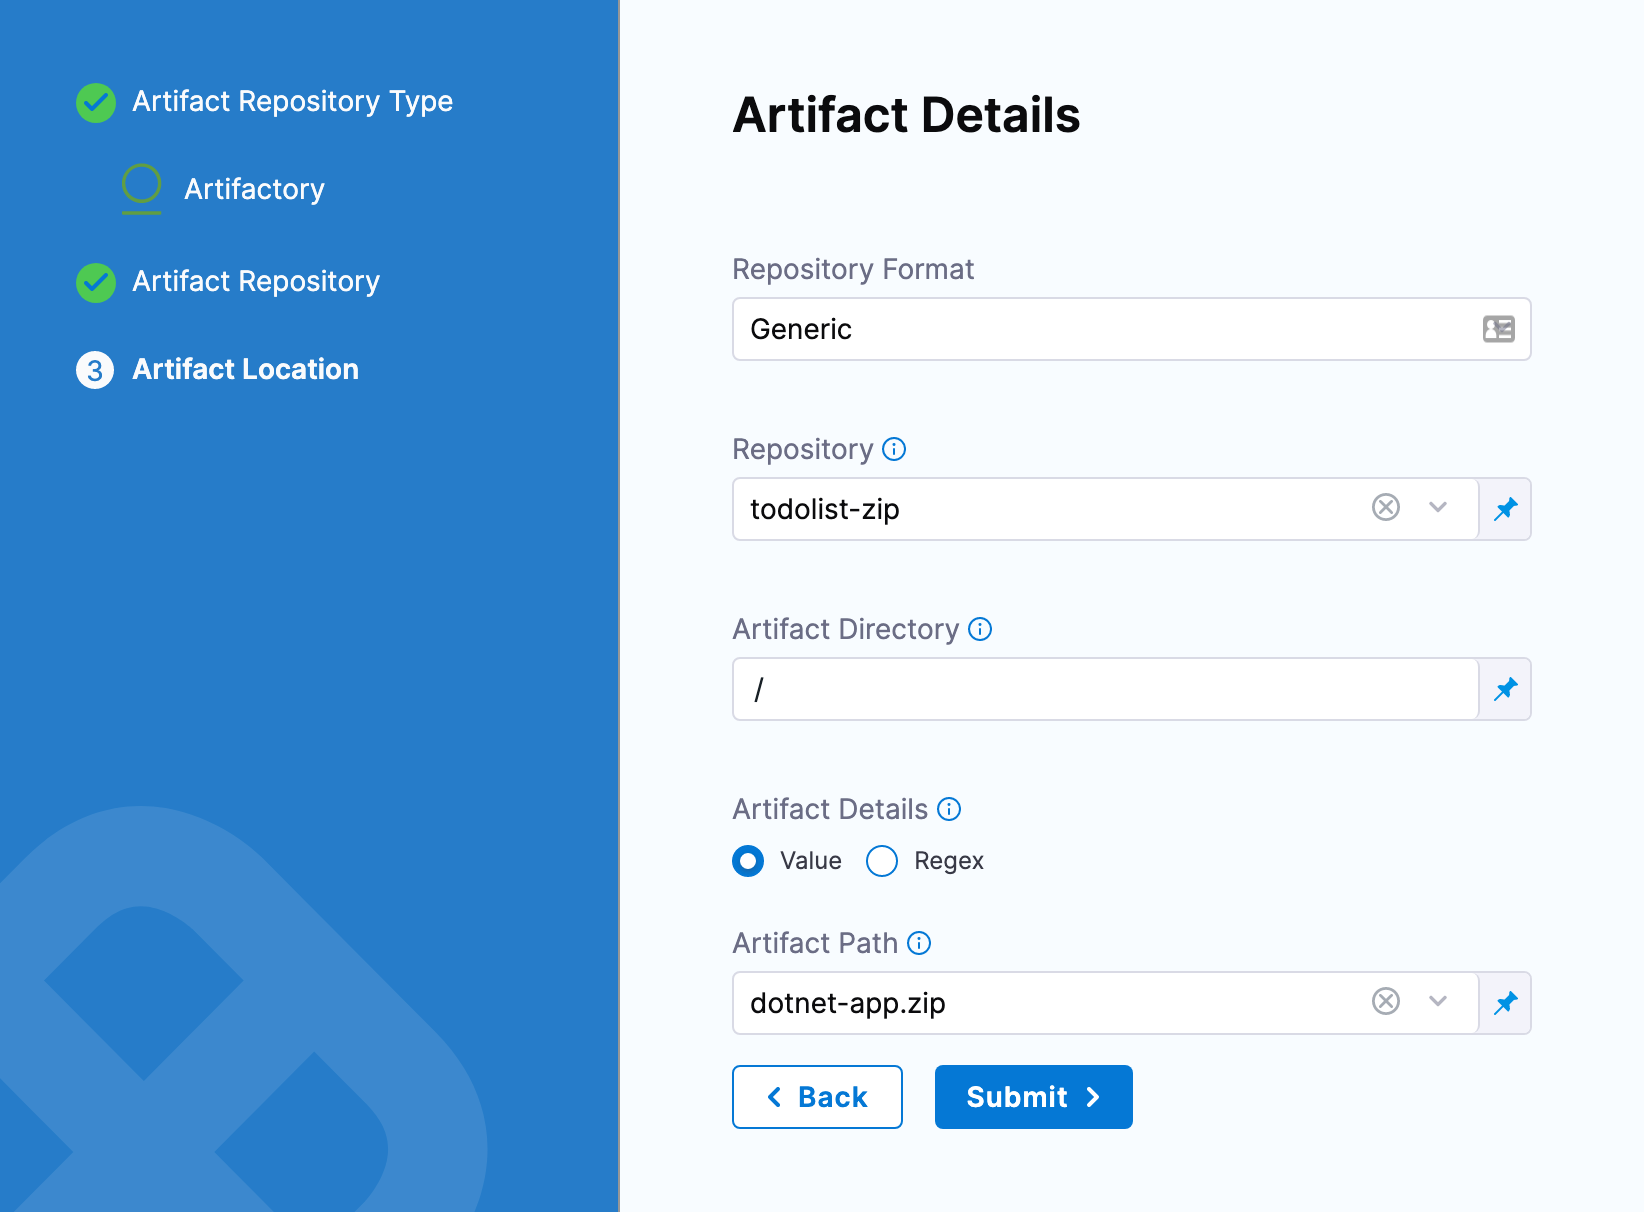 Artifact Repository Type
Artifactory
Artifact Repository
3 Artifact Location
Artifact Details
Repository Format
Generic
Repository
todolist-zip
Artifact Directory
/
Artifact Details
Value Regex
Artifact Path
dotnet-app.zip
Back Submit